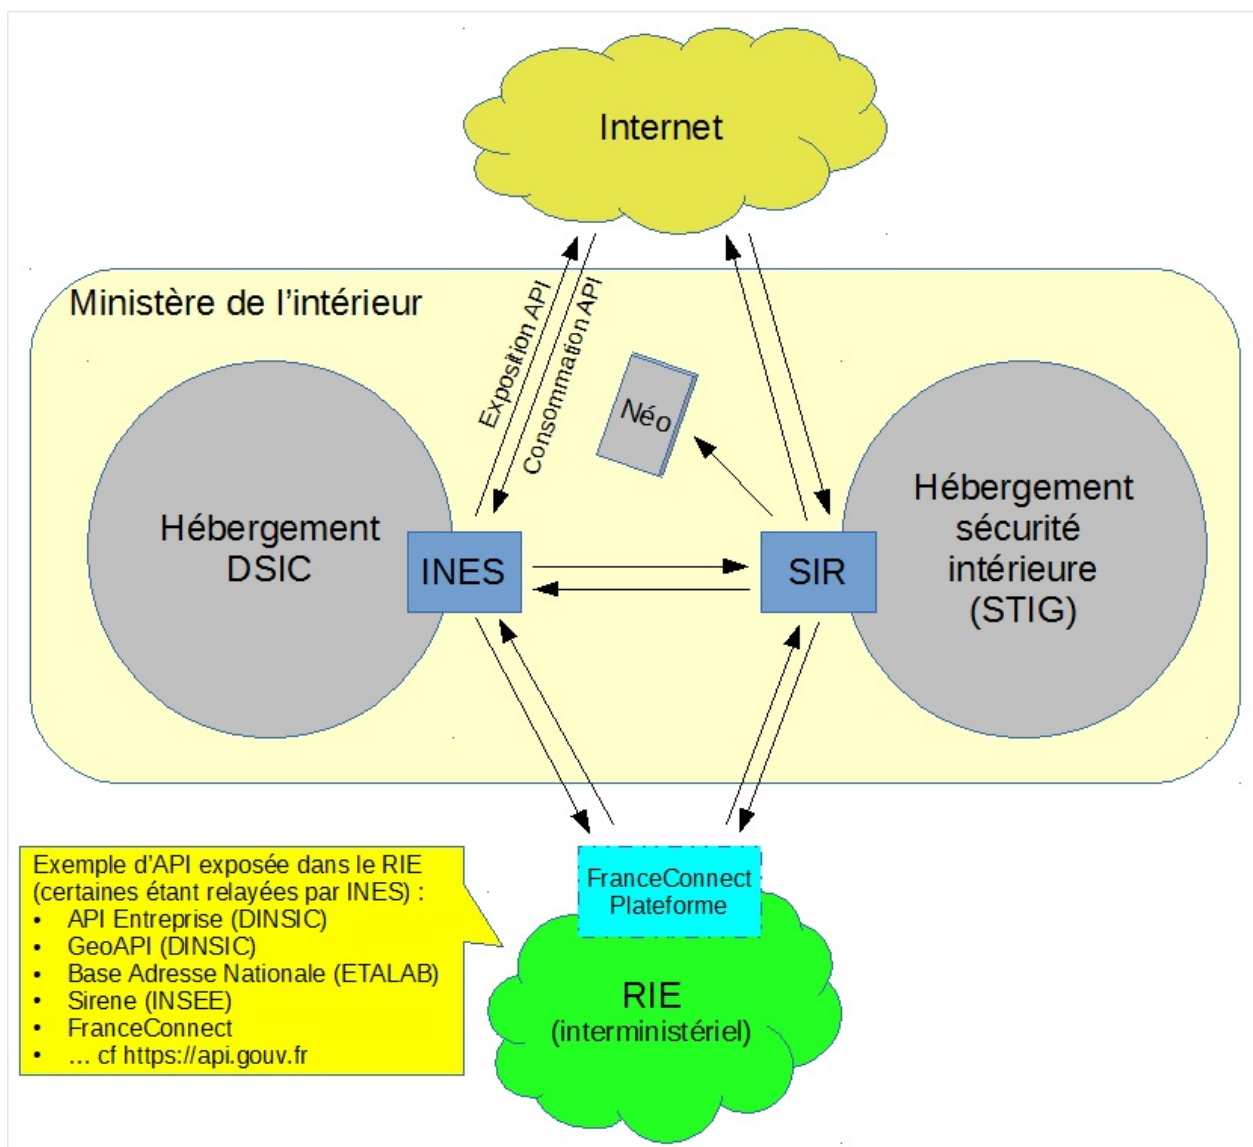 Internet
Ministère de l’intérieur
Exposition API
Consommation API
Néo
Hébergement
DSIC
INES
SIR
Hébergement
sécurité
intérieure
(STIG)
FranceConnect
Plateforme
RIE
(interministériel)
Exemple d’API exposée dans le RIE
(certaines étant relayées par INES) :
• API Entreprise (DINSIC)
• GeoAPI (DINSIC)
• Base Adresse Nationale (ETALAB)
• Sirene (INSEE)
• FranceConnect
• … cf https://api.gouv.fr